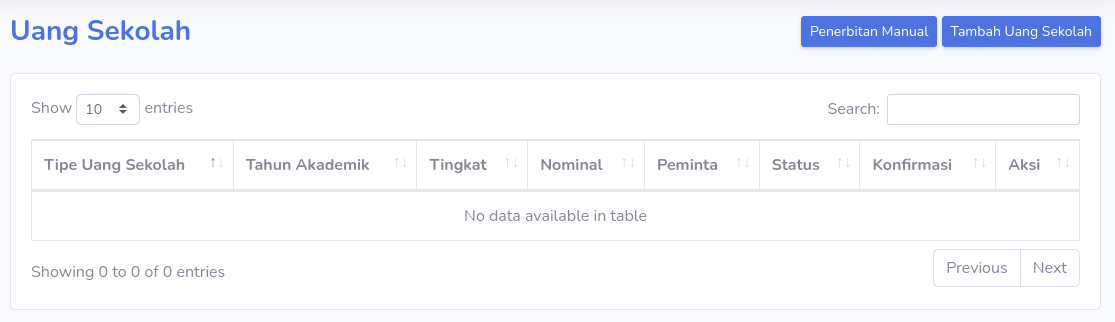 Uang Sekolah
Penerbitan Manual Tambah Uang Sekolah
Show 10 entries Search:
Tipe Uang Sekolah Tahun Akademik Tingkat Nominal Peminta Status Konfirmasi Aksi
No data available in table
Showing 0 to 0 of 0 entries Previous Next